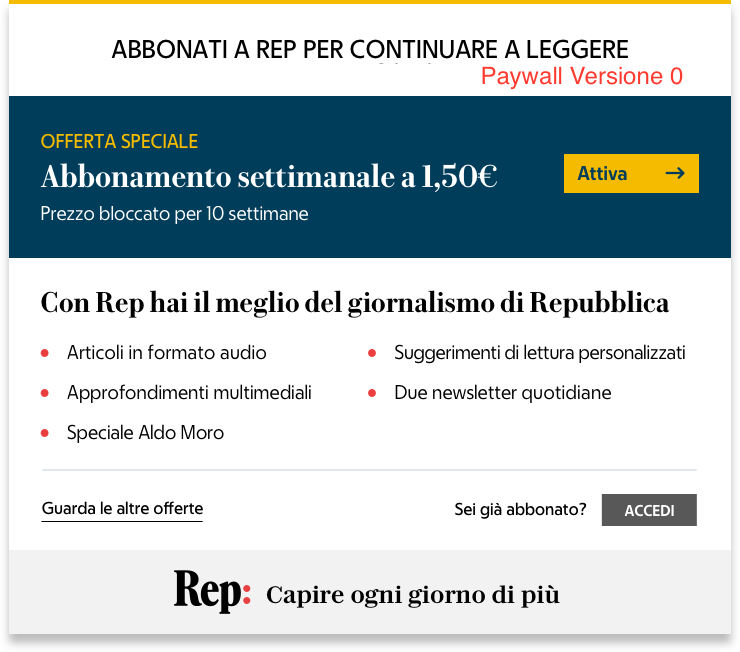 ABBONATI A REP PER CONTINUARE A LEGGERE
Paywall Versione 0
OFFERTA SPECIALE
Abbonamento settimanale a 1,50€
Prezzo bloccato per 10 settimane
Attiva →
Con Rep hai il meglio del giornalismo di Repubblica
• Articoli in formato audio
• Suggerimenti di lettura personalizzati
• Approfondimenti multimediali
• Due newsletter quotidiane
• Speciale Aldo Moro
Guarda le altre offerte
Sei già abbonato?
ACCEDI
Rep: Capire ogni giorno di più